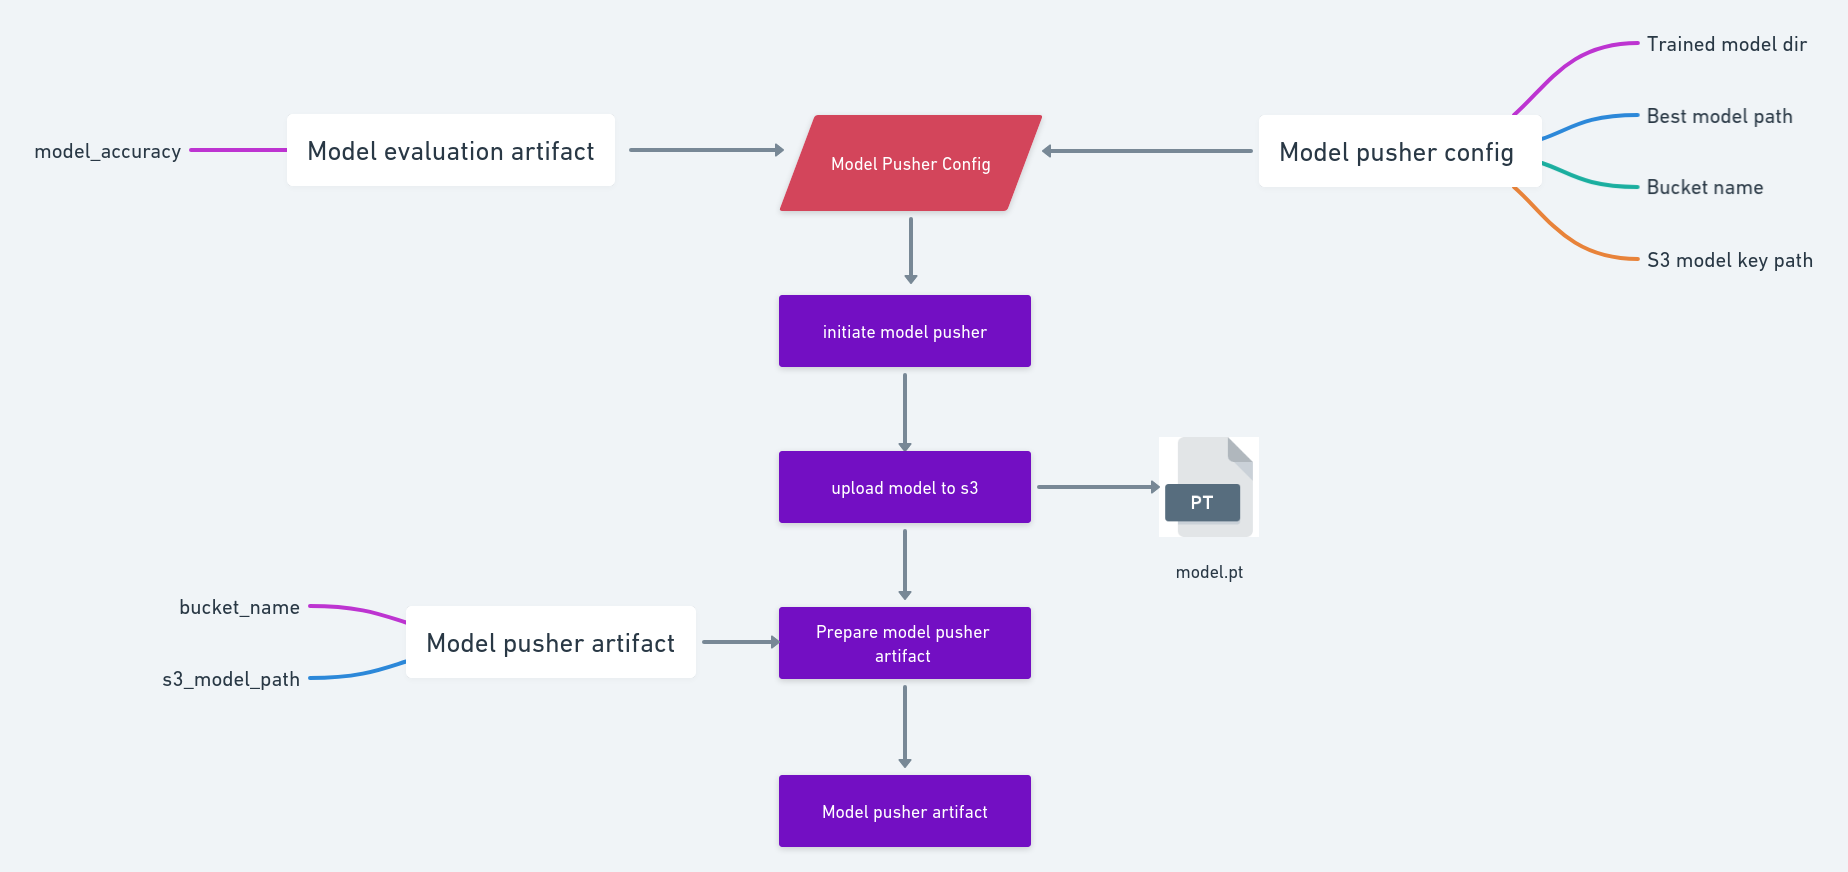 Trained model dir
model_accuracy
Model evaluation artifact
Model Pusher Config
Model pusher config
Best model path
Bucket name
S3 model key path
initiate model pusher
upload model to s3
PT
model.pt
bucket_name
s3_model_path
Model pusher artifact
Prepare model pusher
artifact
Model pusher artifact